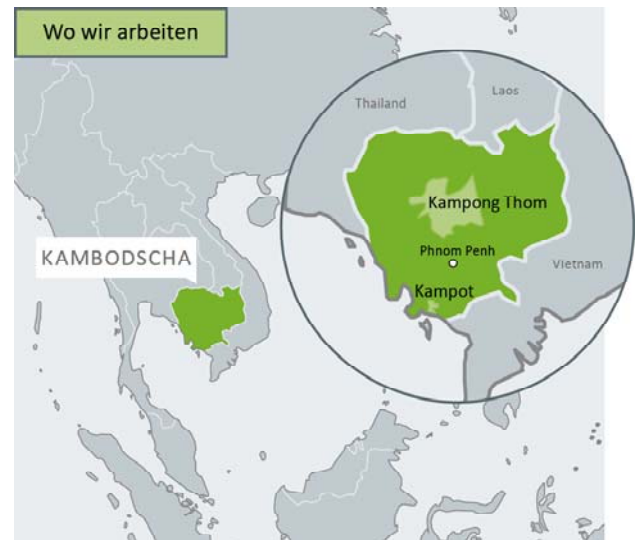 Wo wir arbeiten
Thailand
Laos
Kampong Thom
Phnom Penh
KAMBODSCHA
Vietnam
Kampot